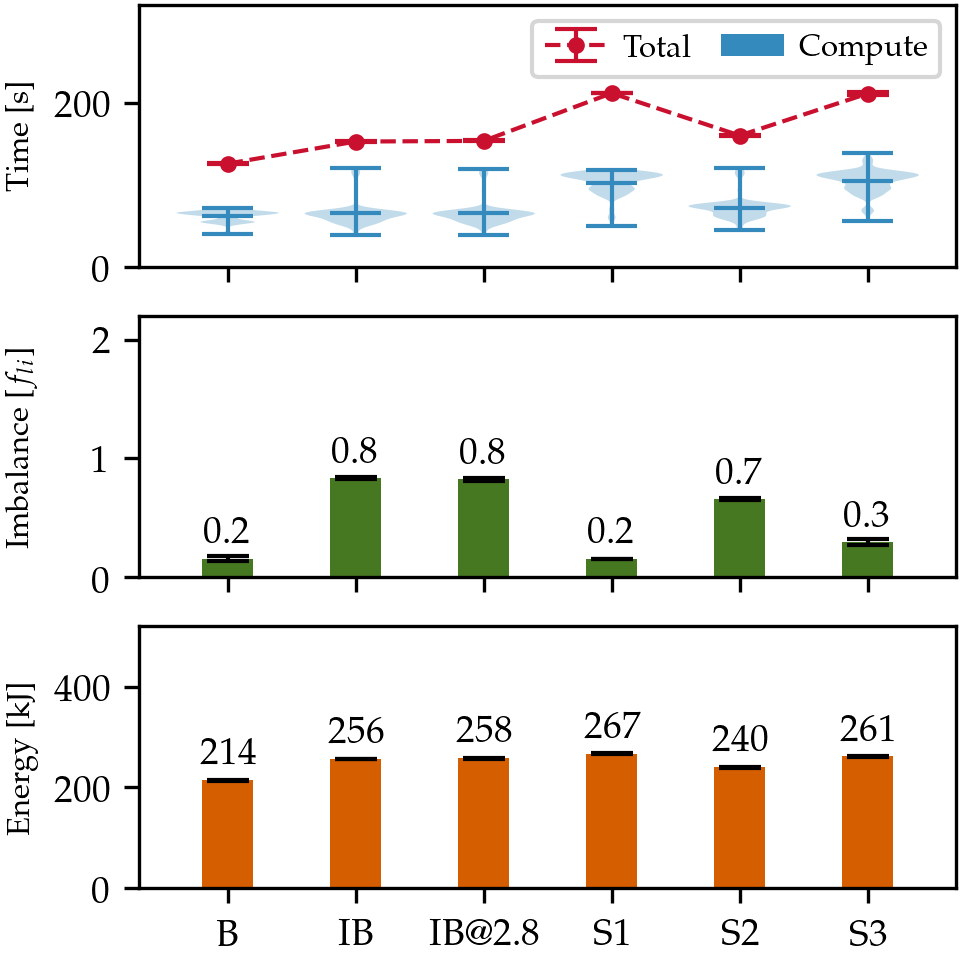 Total Compute
Time [s]
200
0
Imbalance [f_li]
2
1
0
0.2 0.8 0.8 0.2 0.7 0.3
Energy [kJ]
400
200
0
214 256 258 267 240 261
B IB IB@2.8 S1 S2 S3